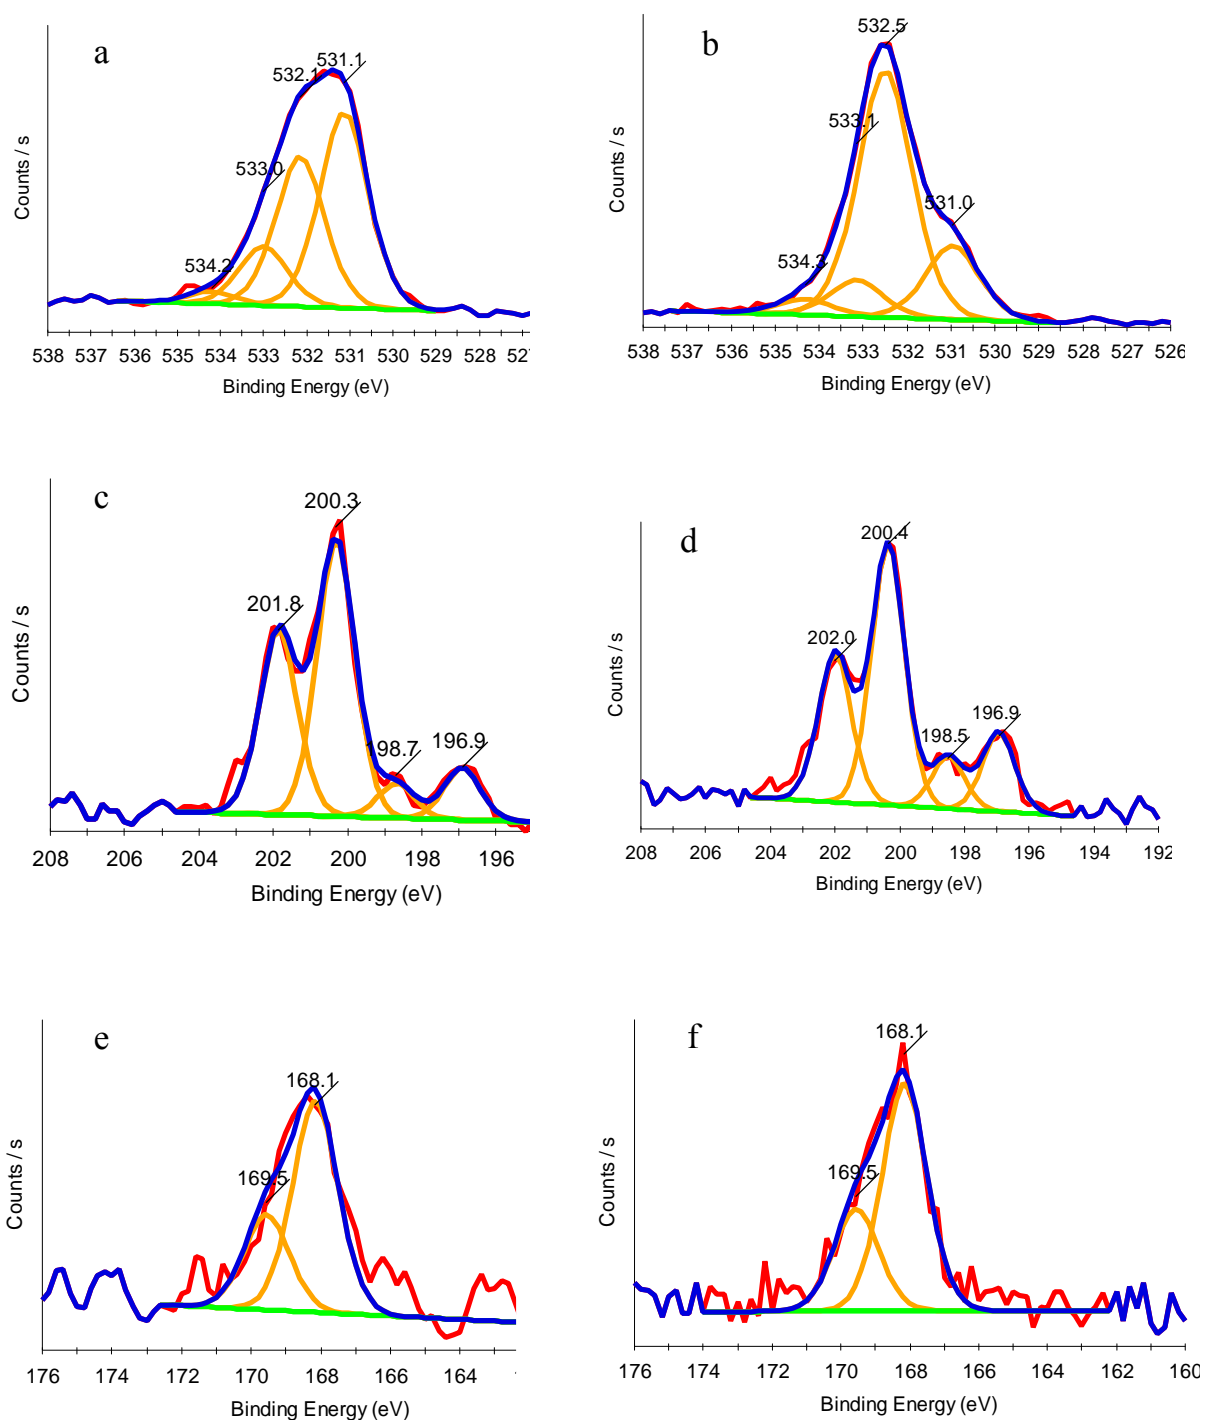 a
532.1 531.1
533.0
534.2
Counts / s
538 537 536 535 534 533 532 531 530 529 528 527
Binding Energy (eV)
b
532.5
533.1
531.0
534.3
Counts / s
538 537 536 535 534 533 532 531 530 529 528 527 526
Binding Energy (eV)
c
200.3
201.8
198.7 196.9
Counts / s
208 206 204 202 200 198 196
Binding Energy (eV)
d
200.4
202.0
198.5 196.9
Counts / s
208 206 204 202 200 198 196 194 192
Binding Energy (eV)
e
168.1
169.5
Counts / s
176 174 172 170 168 166 164
Binding Energy (eV)
f
168.1
169.5
Counts / s
176 174 172 170 168 166 164 162 160
Binding Energy (eV)